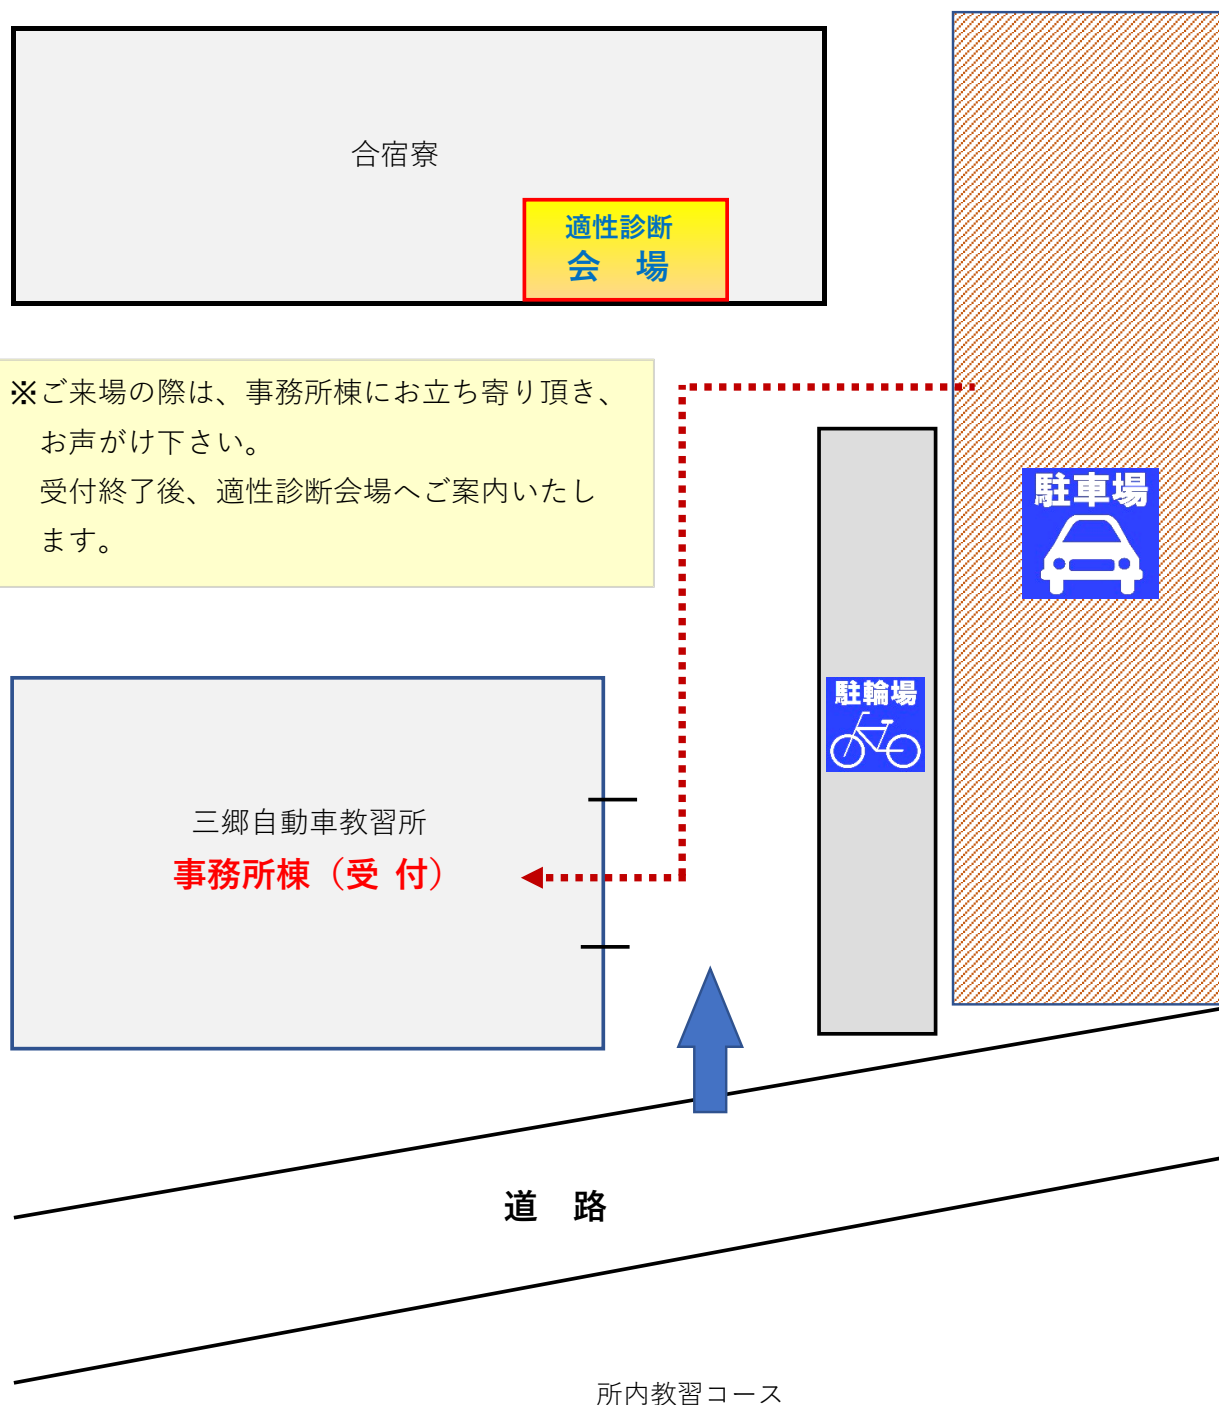 合宿寮
適性診断
会　場
※ご来場の際は、事務所棟にお立ち寄り頂き、
お声がけ下さい。
受付終了後、適性診断会場へご案内いたし
ます。
駐車場
駐輪場
三郷自動車教習所
事務所棟（受 付）
道　路
所内教習コース